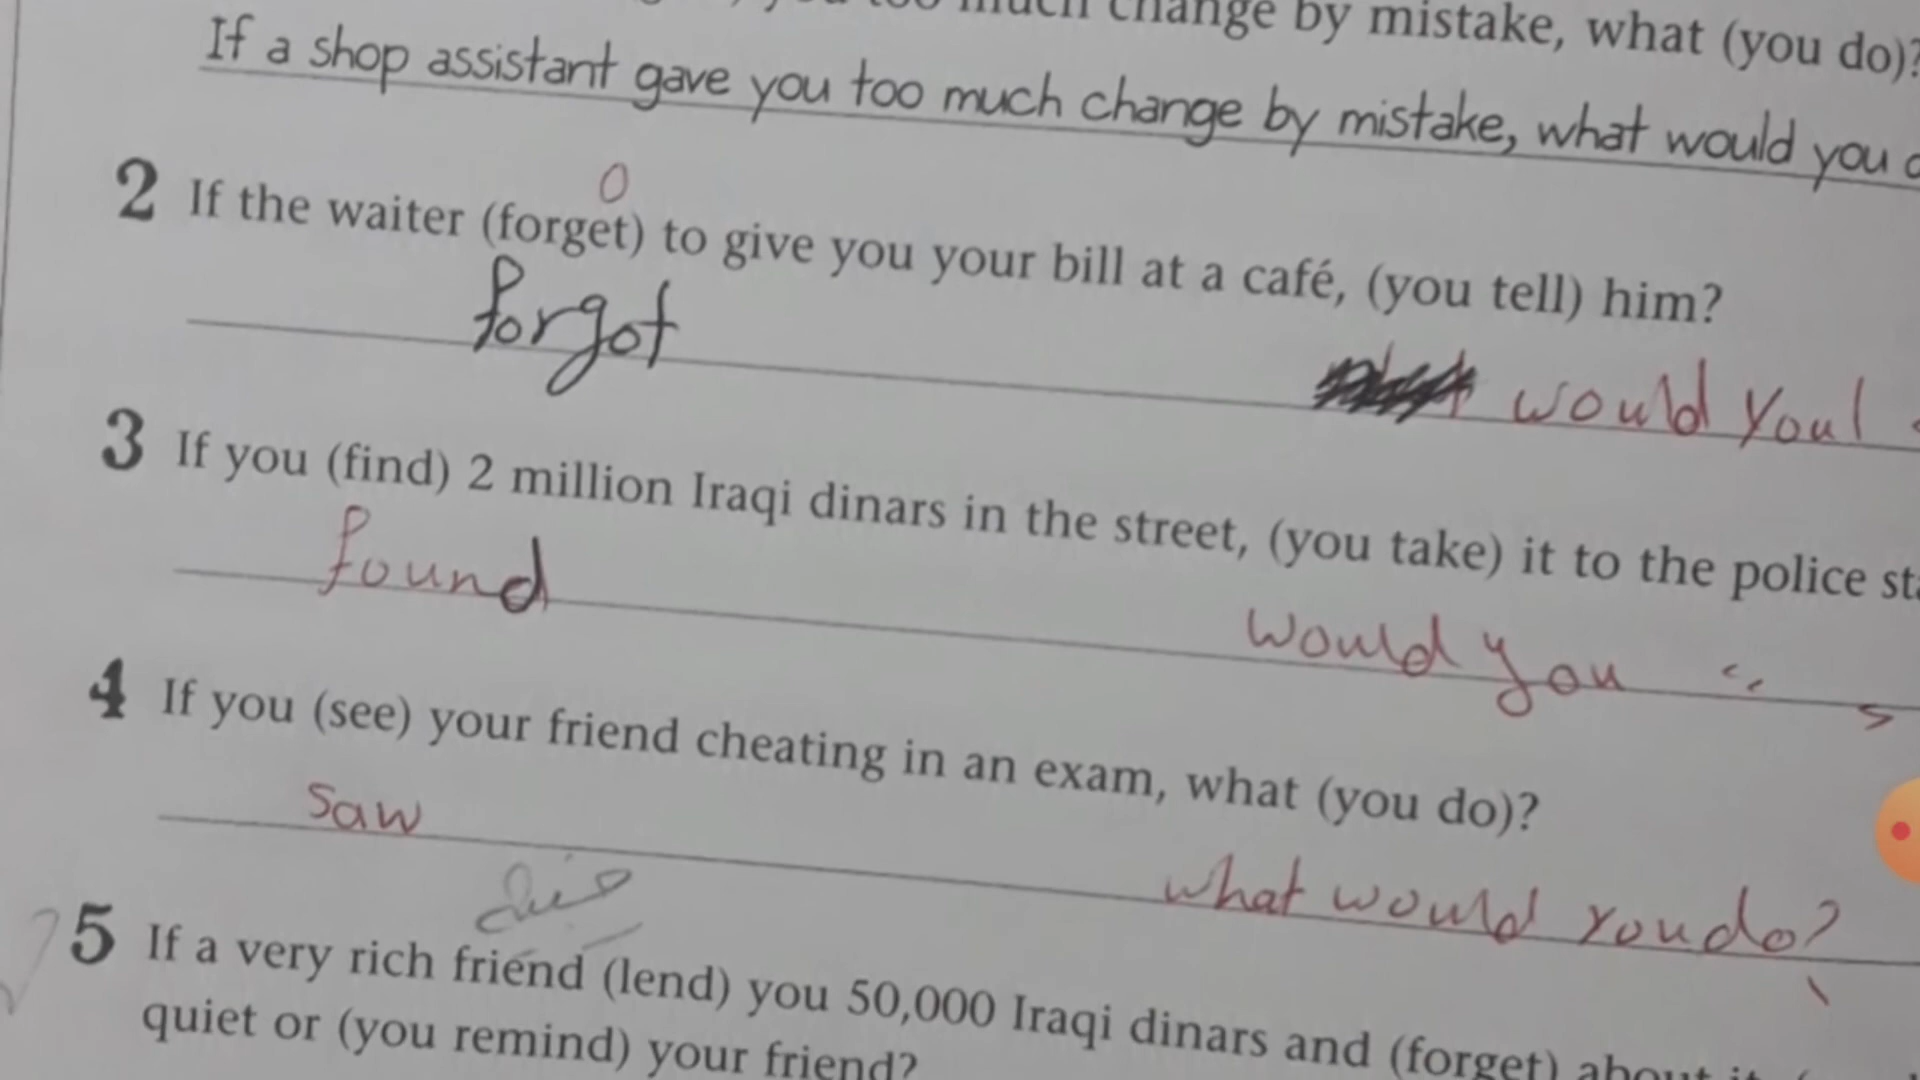 change by mistake, what (you do)?
If a shop assistant gave you too much change by mistake, what would you
2 If the waiter (forget) to give you your bill at a café, (you tell) him?
o
forgot would you
3 If you (find) 2 million Iraqi dinars in the street, (you take) it to the police
found would you
4 If you (see) your friend cheating in an exam, what (you do)?
saw what would you do?
5 If a very rich friend (lend) you 50,000 Iraqi dinars and (forget) about it
quiet or (you remind) your friend?